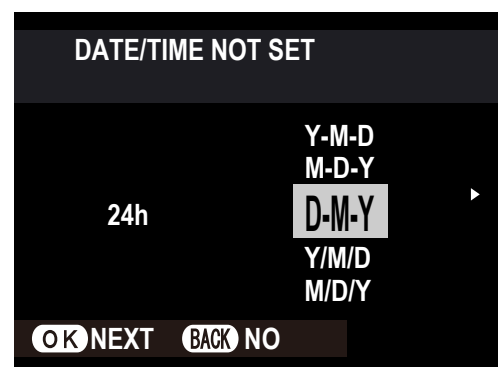 DATE/TIME NOT SET
Y-M-D
M-D-Y
24h D-M-Y
Y/M/D
M/D/Y
OK NEXT BACK NO